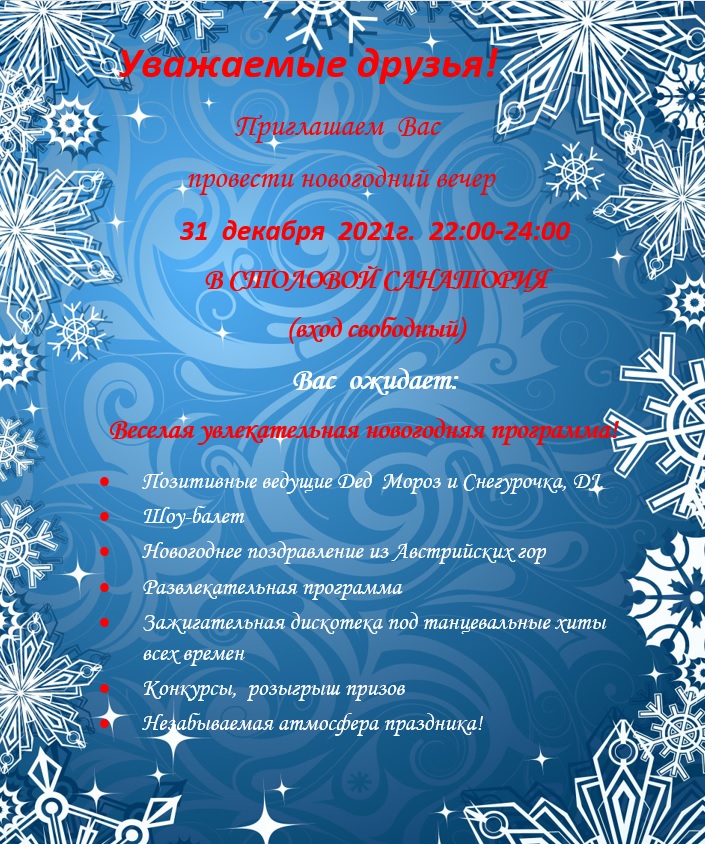 Уважаемые друзья!
Приглашаем Вас
провести новогодний вечер
31 декабря 2021г. 22:00-24:00
В СТОЛОВОЙ САНАТОРИЯ
(вход свободный)
Вас ожидает:
Веселая увлекательная новогодняя программа!
• Позитивные ведущие Дед Мороз и Снегурочка, DJ
• Шоу-балет
• Новогоднее поздравление из Австрийских гор
• Развлекательная программа
• Зажигательная дискотека под танцевальные хиты
всех времен
• Конкурсы, розыгрыш призов
• Незабываемая атмосфера праздника!